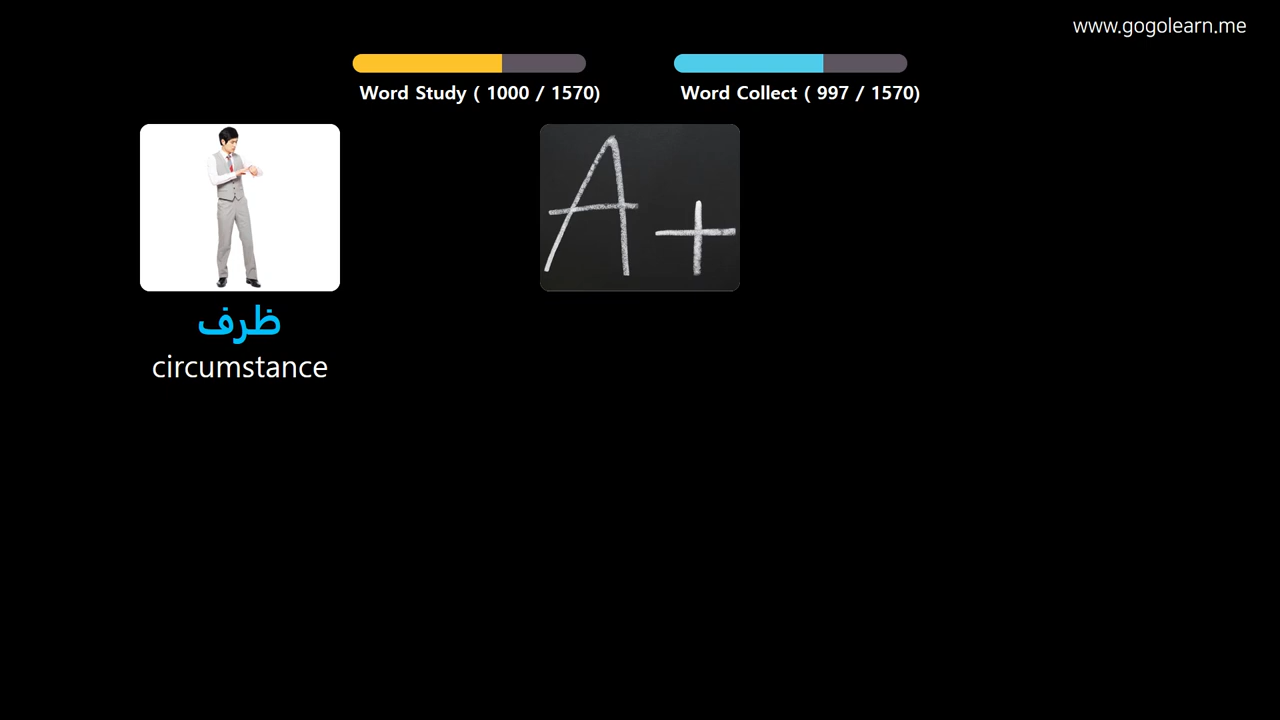 www.gogolearn.me
Word Study ( 1000 / 1570)
Word Collect ( 997 / 1570)
A+
ظرف
circumstance